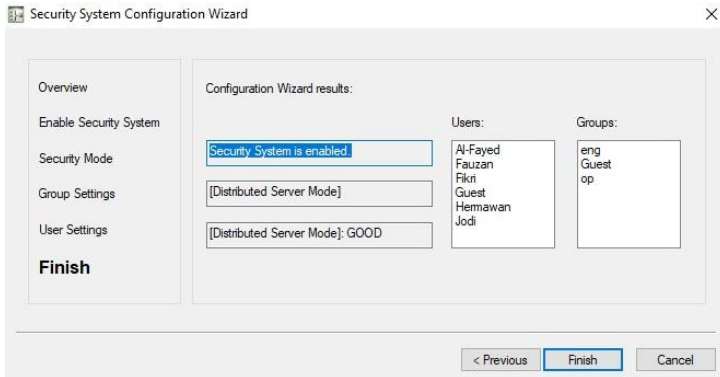 Security System Configuration Wizard
Overview
Enable Security System
Security Mode
Group Settings
User Settings
Finish
Configuration Wizard results:
Security System is enabled.
[Distributed Server Mode]
[Distributed Server Mode]: GOOD
Users:
Al-Fayed
Fauzan
Fikri
Guest
Hermawan
Jodi
Groups:
eng
Guest
op
< Previous
Finish
Cancel